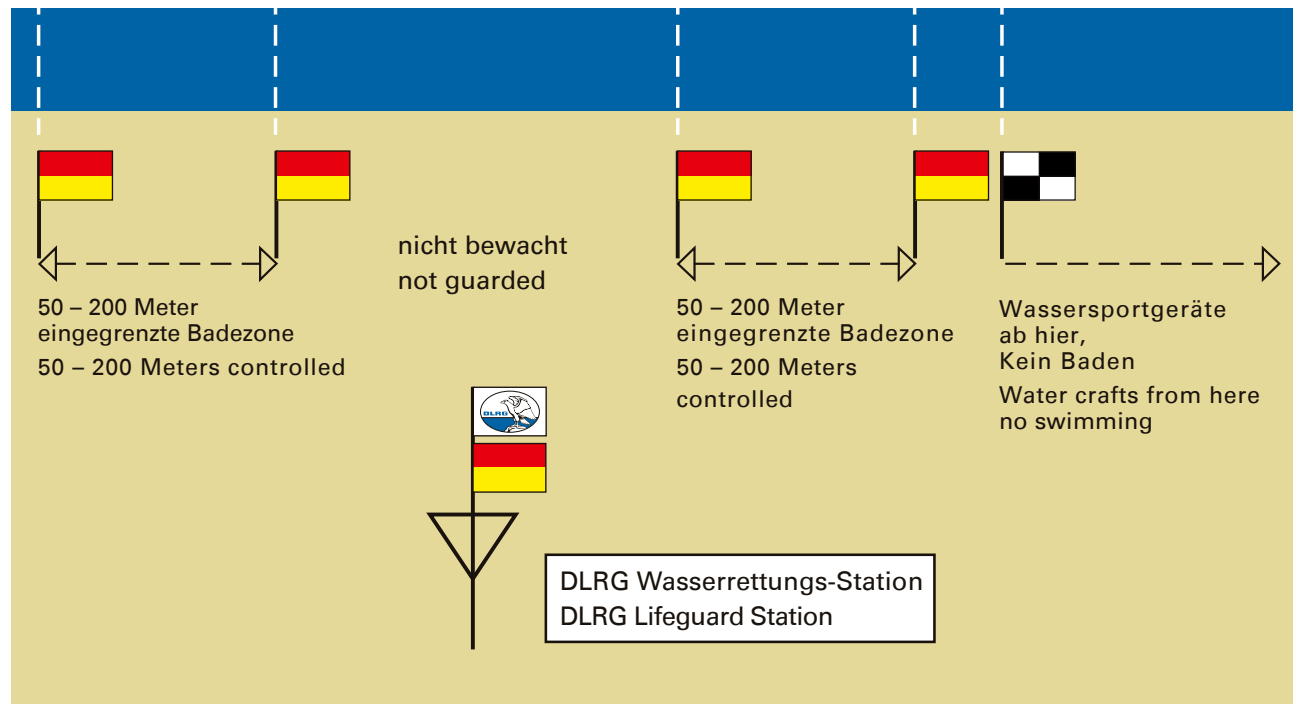 nicht bewacht
not guarded
50 – 200 Meter
eingegrenzte Badezone
50 – 200 Meters controlled
50 – 200 Meter
eingegrenzte Badezone
50 – 200 Meters
controlled
Wassersportgeräte
ab hier,
Kein Baden
Water crafts from here
no swimming
DLRG
DLRG Wasserrettungs-Station
DLRG Lifeguard Station